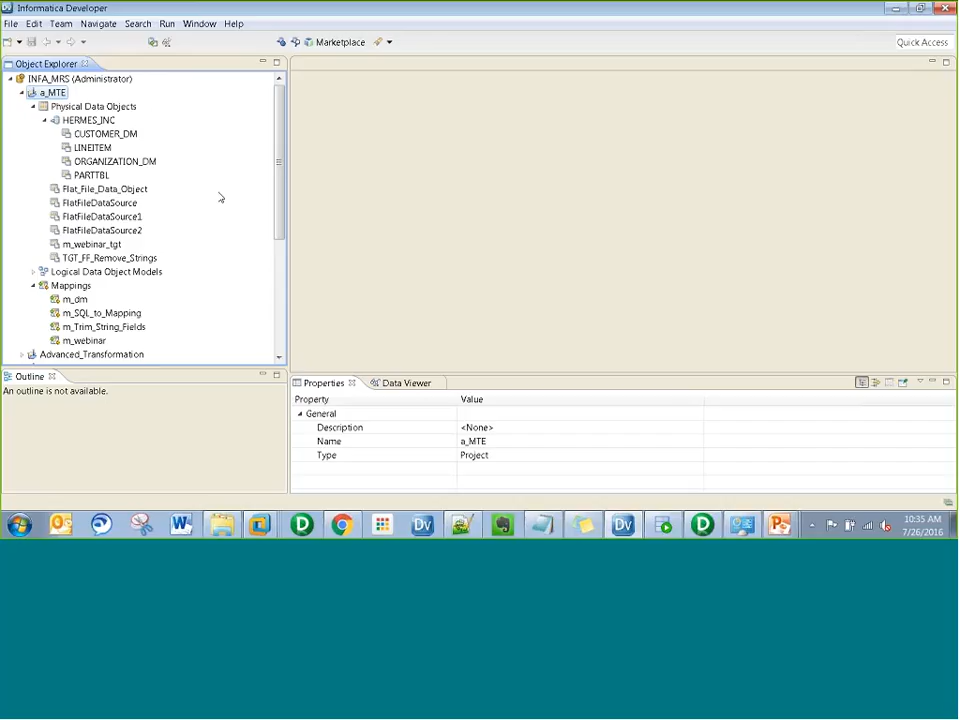 Informatica Developer
File Edit Team Navigate Search Run Window Help
Marketplace
Quick Access
Object Explorer
INFA_MRS (Administrator)
a_MTE
Physical Data Objects
HERMES_INC
CUSTOMER_DM
LINEITEM
ORGANIZATION_DM
PARTTBL
Flat_File_Data_Object
FlatFileDataSource
FlatFileDataSource1
FlatFileDataSource2
m_webinar_tgt
TGT_FF_Remove_Strings
Logical Data Object Models
Mappings
m_dm
m_SQL_to_Mapping
m_Trim_String_Fields
m_webinar
Advanced_Transformation
Outline
An outline is not available.
Properties Data Viewer
Property Value
General
Description <None>
Name a_MTE
Type Project
10:35 AM
7/26/2016